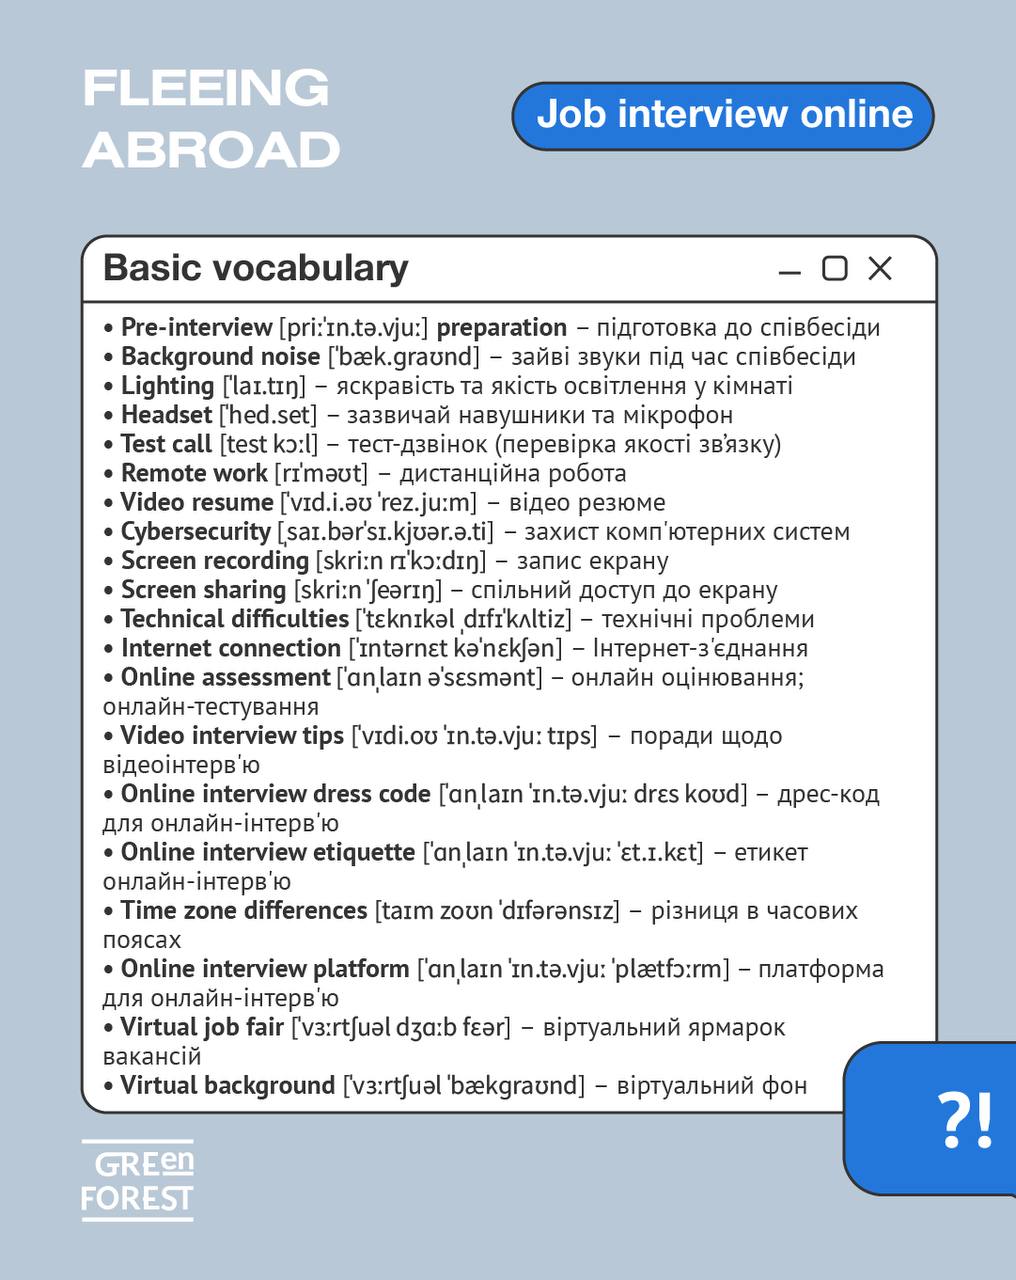 FLEEING
ABROAD
Job interview online
Basic vocabulary
• Pre-interview [priːˈɪn.tə.vjuː] preparation – підготовка до співбесіди
• Background noise [ˈbæk.ɡraʊnd] – зайві звуки під час співбесіди
• Lighting [ˈlaɪ.tɪŋ] – яскравість та якість освітлення у кімнаті
• Headset [ˈhed.set] – зазвичай навушники та мікрофон
• Test call [test kɔːl] – тест-дзвінок (перевірка якості зв’язку)
• Remote work [rɪˈməʊt] – дистанційна робота
• Video resume [ˈvɪd.i.əʊ ˈrez.juːm] – відео резюме
• Cybersecurity [ˌsaɪ.bərˈsɪ.kjʊər.ə.ti] – захист комп'ютерних систем
• Screen recording [skriːn rɪˈkɔːdɪŋ] – запис екрану
• Screen sharing [skriːn ˈʃeərɪŋ] – спільний доступ до екрану
• Technical difficulties [ˈtɛknɪkəl ˌdɪfɪˈkʌltiz] – технічні проблеми
• Internet connection [ˈɪntərnɛt kəˈnɛkʃən] – Інтернет-з'єднання
• Online assessment [ˈɑnˌlaɪn əˈsɛsmənt] – онлайн оцінювання;
онлайн-тестування
• Video interview tips [ˈvɪdi.oʊ ˈɪn.tə.vjuː tɪps] – поради щодо
відеоінтерв'ю
• Online interview dress code [ˈɑnˌlaɪn ˈɪn.tə.vjuː drɛs koʊd] – дрес-код
для онлайн-інтерв'ю
• Online interview etiquette [ˈɑnˌlaɪn ˈɪn.tə.vjuː ˈɛt.ɪ.kɛt] – етикет
онлайн-інтерв'ю
• Time zone differences [taɪm zoʊn ˈdɪfərənsɪz] – різниця в часових
поясах
• Online interview platform [ˈɑnˌlaɪn ˈɪn.tə.vjuː ˈplætfɔːrm] – платформа
для онлайн-інтерв'ю
• Virtual job fair [ˈvɜːrtʃuəl dʒɑːb fɛər] – віртуальний ярмарок
вакансій
• Virtual background [ˈvɜːrtʃuəl ˈbækɡraʊnd] – віртуальний фон
?!
GREen
FOREST